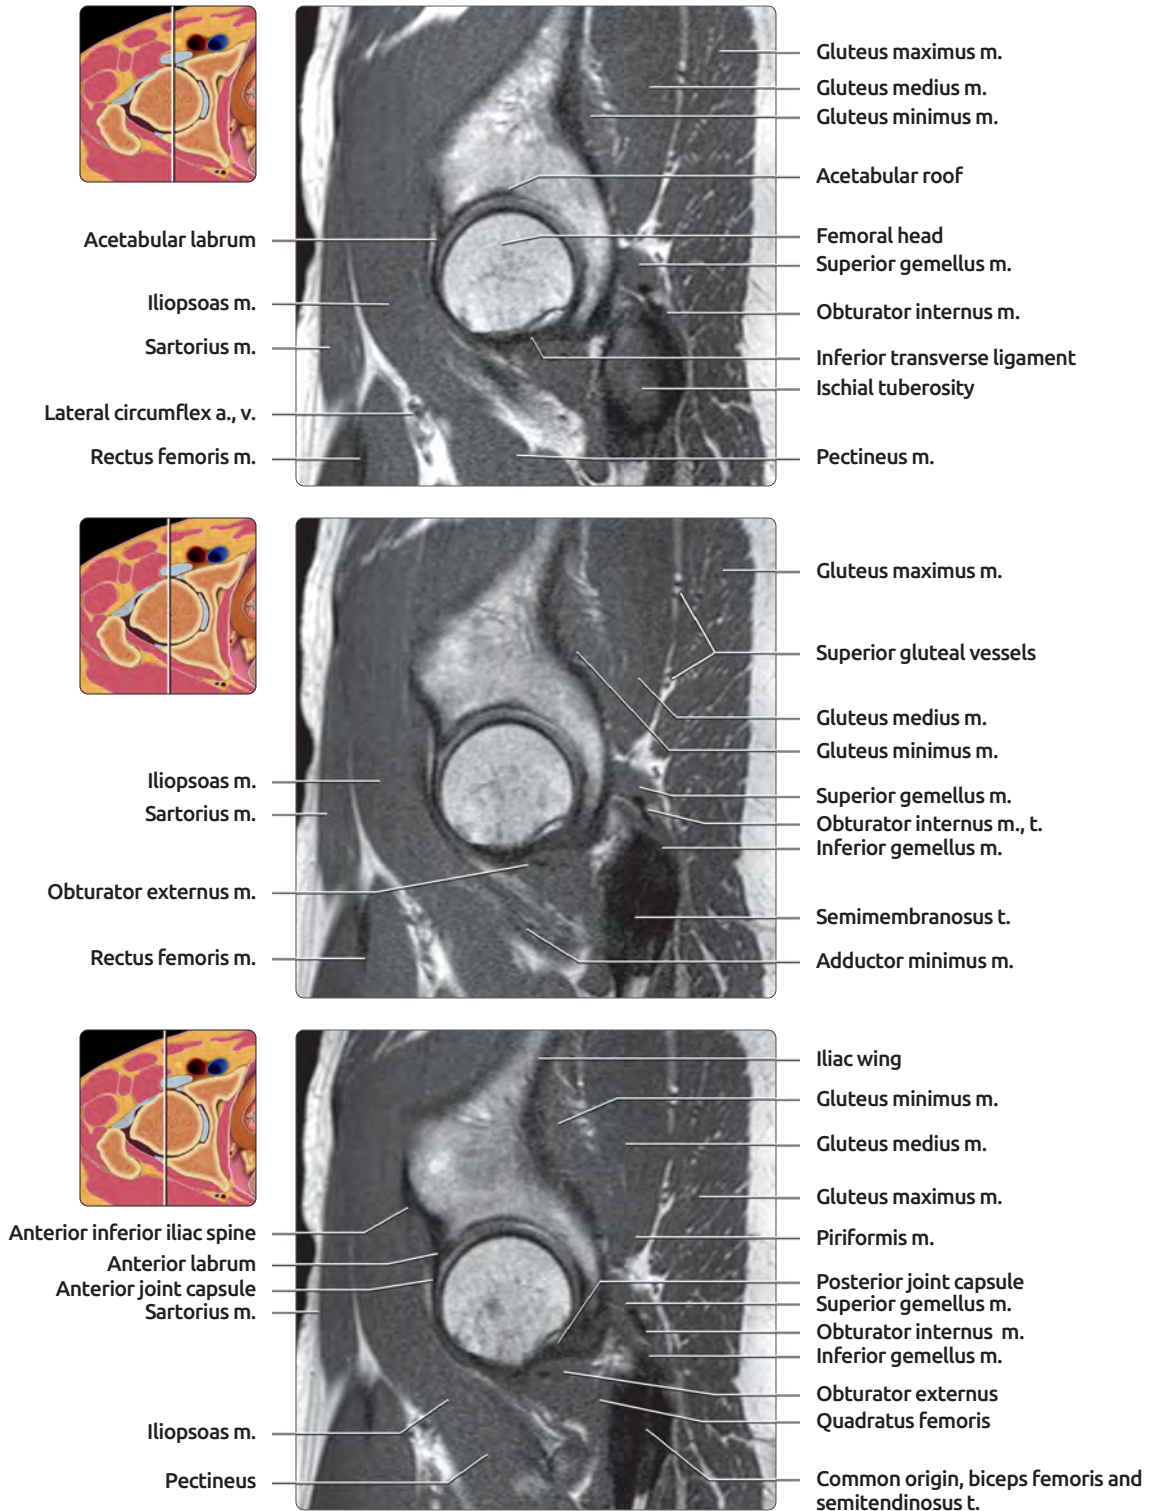 Gluteus maximus m.
Gluteus medius m.
Gluteus minimus m.
Acetabular roof
Acetabular labrum
Femoral head
Superior gemellus m.
Iliopsoas m.
Obturator internus m.
Sartorius m.
Inferior transverse ligament
Ischial tuberosity
Lateral circumflex a., v.
Rectus femoris m.
Pectineus m.
Gluteus maximus m.
Superior gluteal vessels
Gluteus medius m.
Gluteus minimus m.
Iliopsoas m.
Superior gemellus m.
Sartorius m.
Obturator internus m., t.
Inferior gemellus m.
Obturator externus m.
Semimembranosus t.
Rectus femoris m.
Adductor minimus m.
Iliac wing
Gluteus minimus m.
Gluteus medius m.
Gluteus maximus m.
Anterior inferior iliac spine
Piriformis m.
Anterior labrum
Posterior joint capsule
Anterior joint capsule
Superior gemellus m.
Sartorius m.
Obturator internus m.
Inferior gemellus m.
Obturator externus
Quadratus femoris
Iliopsoas m.
Pectineus
Common origin, biceps femoris and
semitendinosus t.